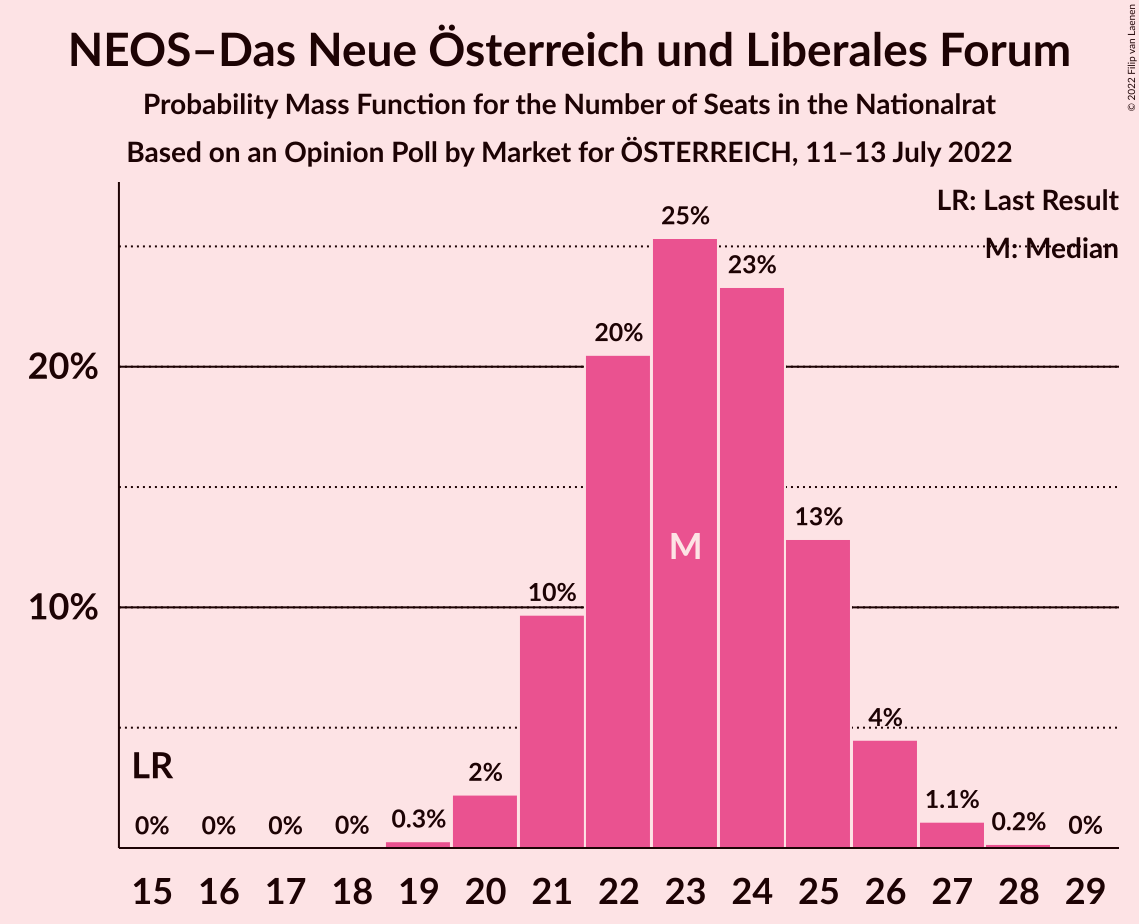 NEOS–Das Neue Österreich und Liberales Forum
Probability Mass Function for the Number of Seats in the Nationalrat
Based on an Opinion Poll by Market for ÖSTERREICH, 11–13 July 2022
© 2022 Filip van Laenen
LR: Last Result
M: Median
25%
23%
20%
20%
13%
M
10%
10%
4%
LR
2%
1.1%
0% 0% 0% 0% 0.3% 0.2% 0%
15 16 17 18 19 20 21 22 23 24 25 26 27 28 29